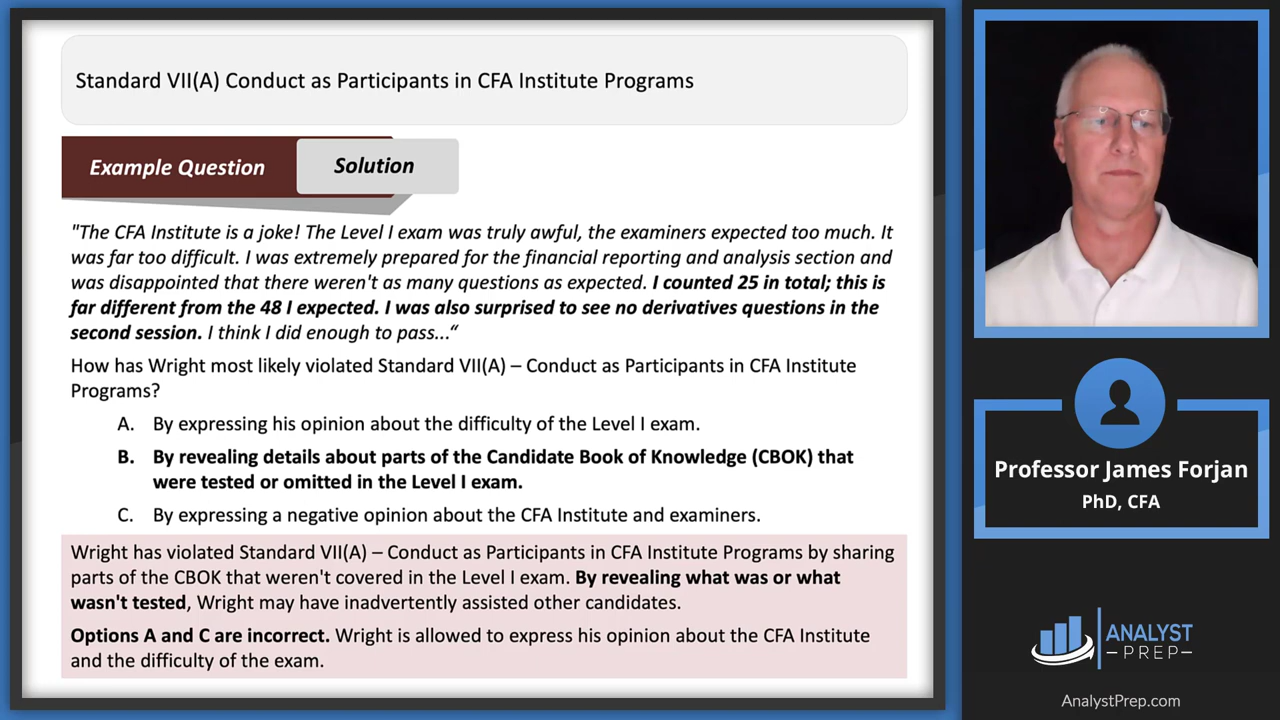 Standard VII(A) Conduct as Participants in CFA Institute Programs
Example Question
Solution
"The CFA Institute is a joke! The Level I exam was truly awful, the examiners expected too much. It
was far too difficult. I was extremely prepared for the financial reporting and analysis section and
was disappointed that there weren't as many questions as expected. I counted 25 in total; this is
far different from the 48 I expected. I was also surprised to see no derivatives questions in the
second session. I think I did enough to pass...“
How has Wright most likely violated Standard VII(A) – Conduct as Participants in CFA Institute
Programs?
A. By expressing his opinion about the difficulty of the Level I exam.
B. By revealing details about parts of the Candidate Book of Knowledge (CBOK) that
were tested or omitted in the Level I exam.
C. By expressing a negative opinion about the CFA Institute and examiners.
Wright has violated Standard VII(A) – Conduct as Participants in CFA Institute Programs by sharing
parts of the CBOK that weren't covered in the Level I exam. By revealing what was or what
wasn't tested, Wright may have inadvertently assisted other candidates.
Options A and C are incorrect. Wright is allowed to express his opinion about the CFA Institute
and the difficulty of the exam.
Professor James Forjan
PhD, CFA
ANALYST
–PREP–
AnalystPrep.com